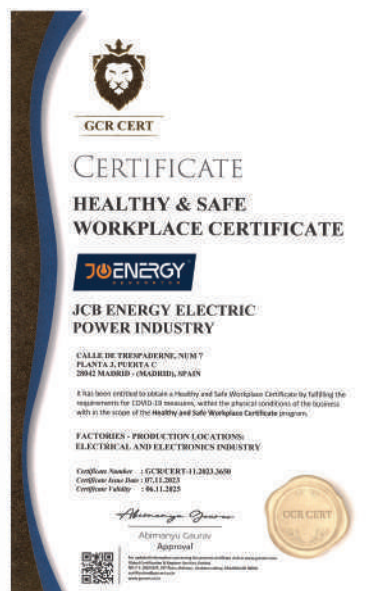 GCR CERT
CERTIFICATE
HEALTHY & SAFE
WORKPLACE CERTIFICATE
JCBENERGY
GENERATOR
JCB ENERGY ELECTRIC
POWER INDUSTRY
CALLE DE TRESPADERNE, NUM 7
PLANTA 3, PUERTA C
28042 MADRID - (MADRID), SPAIN
It has been entitled to obtain a Healthy and Safe Workplace Certificate by fulfilling the
requirements for COVID-19 measures, within the physical conditions of the business
with in the scope of the Healthy and Safe Workplace Certificate program.
FACTORIES - PRODUCTION LOCATIONS:
ELECTRICAL AND ELECTRONICS INDUSTRY
Certificate Number : GCR/CERT-11.2023.3650
Certificate Issue Date : 07.11.2023
Certificate Validity : 06.11.2025
Abimanyu Gaurav
Abimanyu Gaurav
Approval
GCR CERT